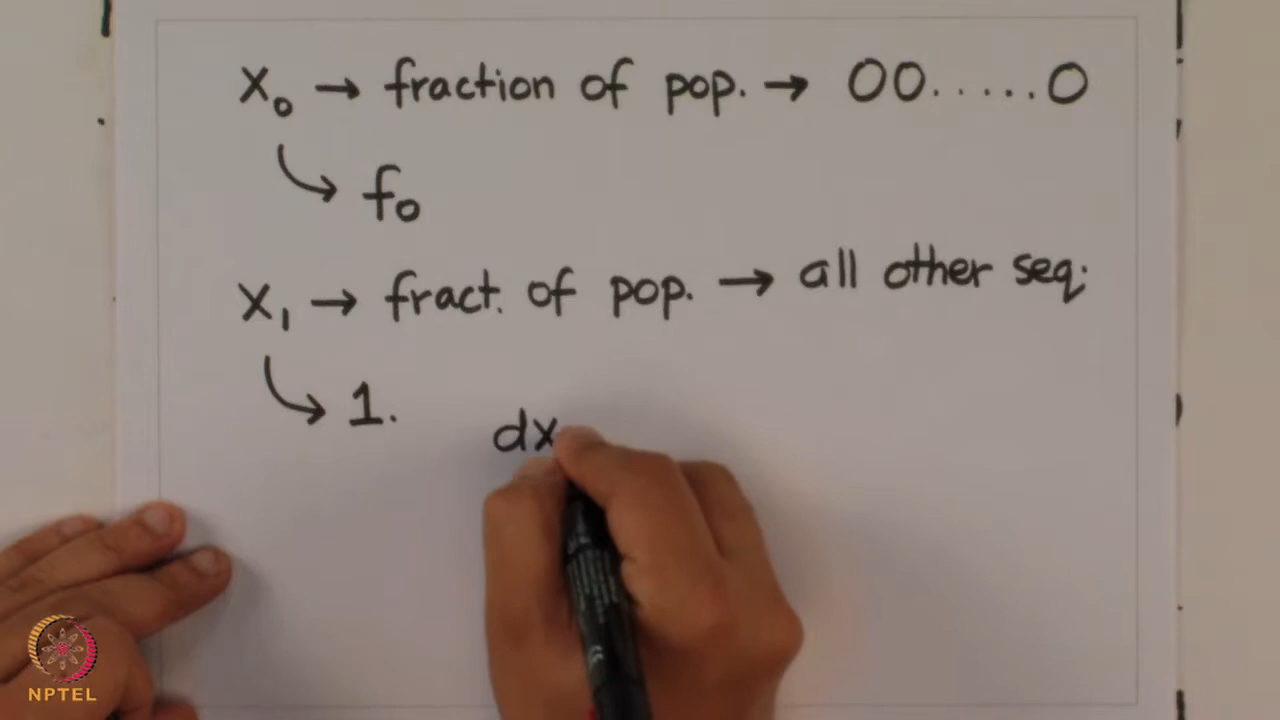 x₀ → fraction of pop. → 00.....0
f₀
x₁ → fract. of pop. → all other seq.
1.
dx
NPTEL